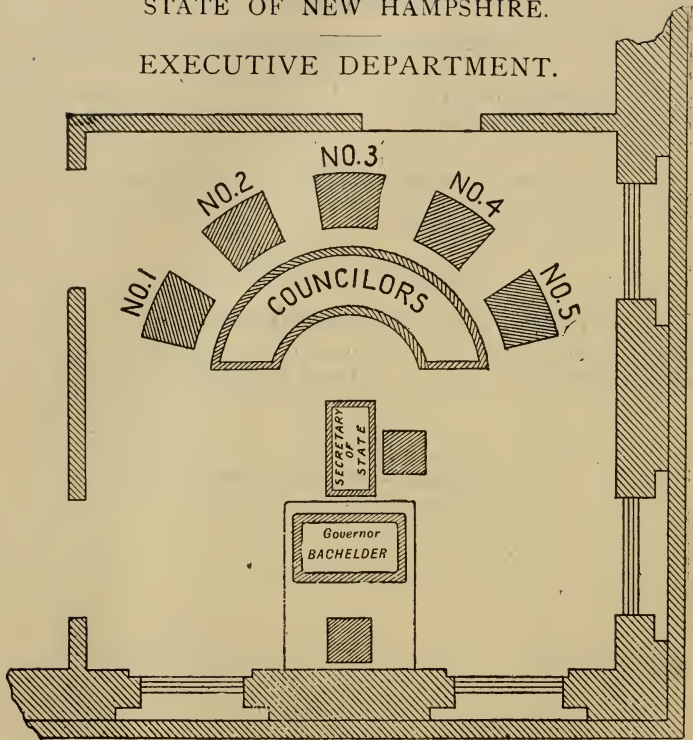 STATE OF NEW HAMPSHIRE.
EXECUTIVE DEPARTMENT.
NO.3
NO.2
NO.4
NO.1
COUNCILORS
NO.5
SECRETARY
OF
STATE
Governor
BACHELDER